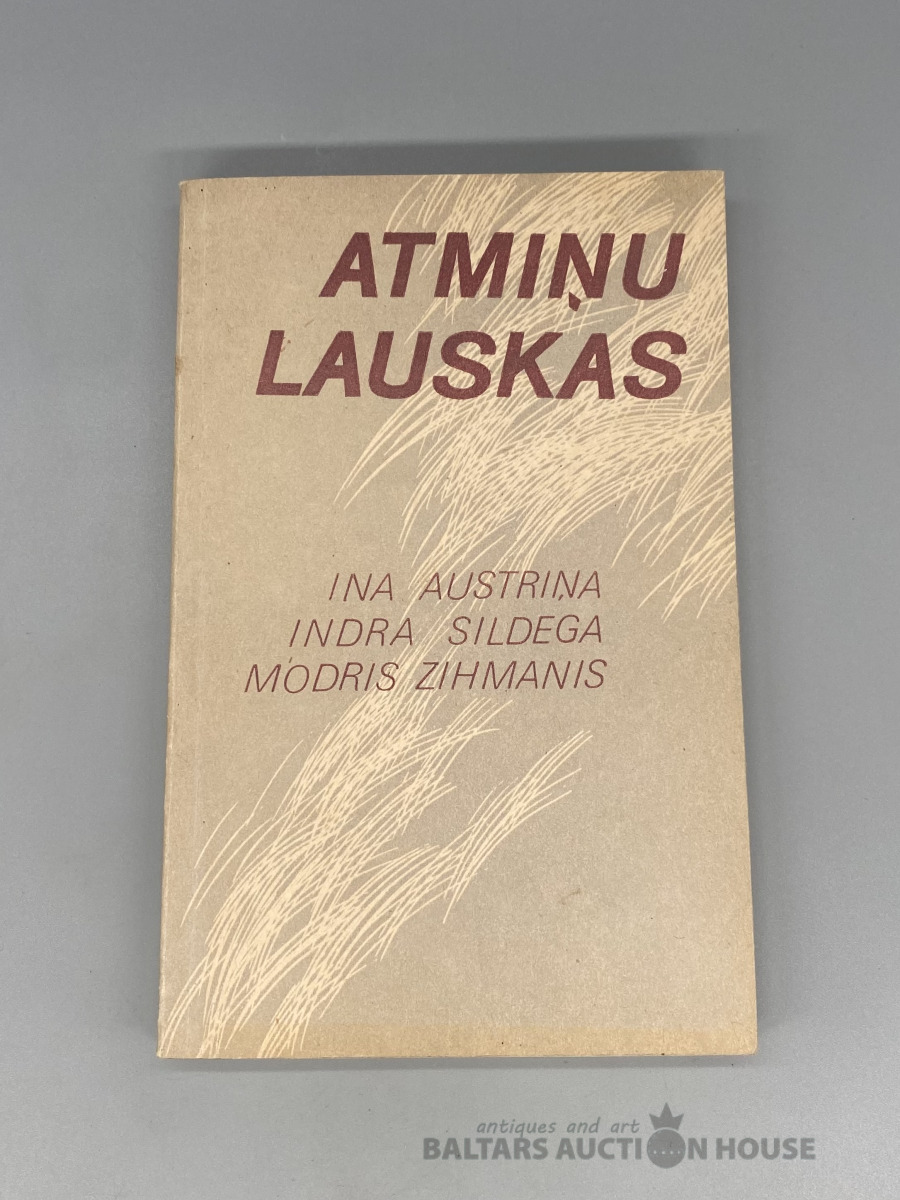 ATMIŅU
LAUSKAS
INA AUSTRIŅA
INDRA SILDEGA
MODRIS ZIHMANIS
antiques and art
BALTARS AUCTION HOUSE